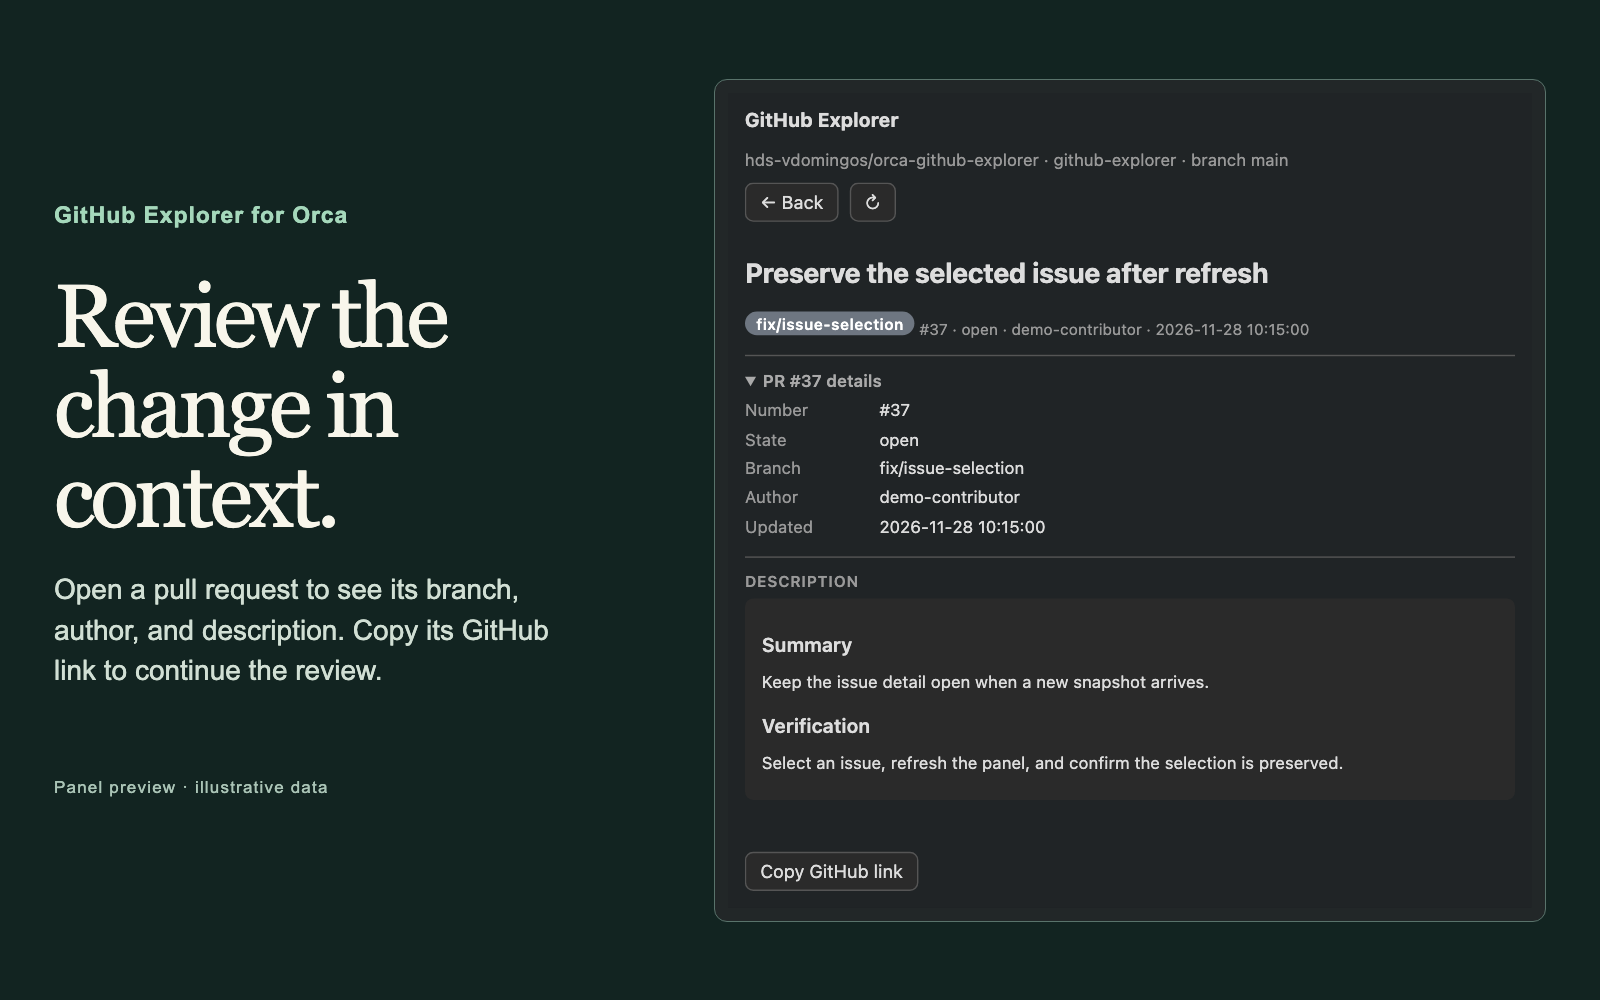 GitHub Explorer for Orca
Review the
change in
context.
Open a pull request to see its branch,
author, and description. Copy its GitHub
link to continue the review.
Panel preview · illustrative data
GitHub Explorer
hds-vdomingos/orca-github-explorer · github-explorer · branch main
← Back ↻
Preserve the selected issue after refresh
fix/issue-selection #37 · open · demo-contributor · 2026-11-28 10:15:00
▼ PR #37 details
Number #37
State open
Branch fix/issue-selection
Author demo-contributor
Updated 2026-11-28 10:15:00
DESCRIPTION
Summary
Keep the issue detail open when a new snapshot arrives.
Verification
Select an issue, refresh the panel, and confirm the selection is preserved.
Copy GitHub link